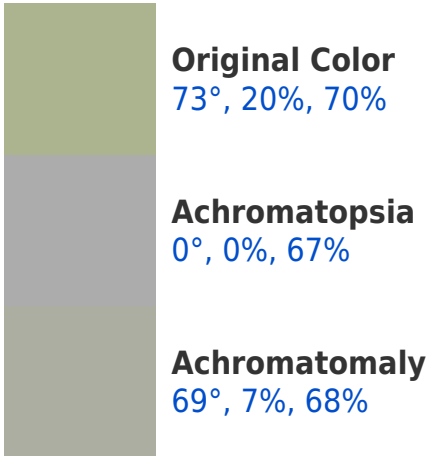 Original Color
73°, 20%, 70%
Achromatopsia
0°, 0%, 67%
Achromatomaly
69°, 7%, 68%